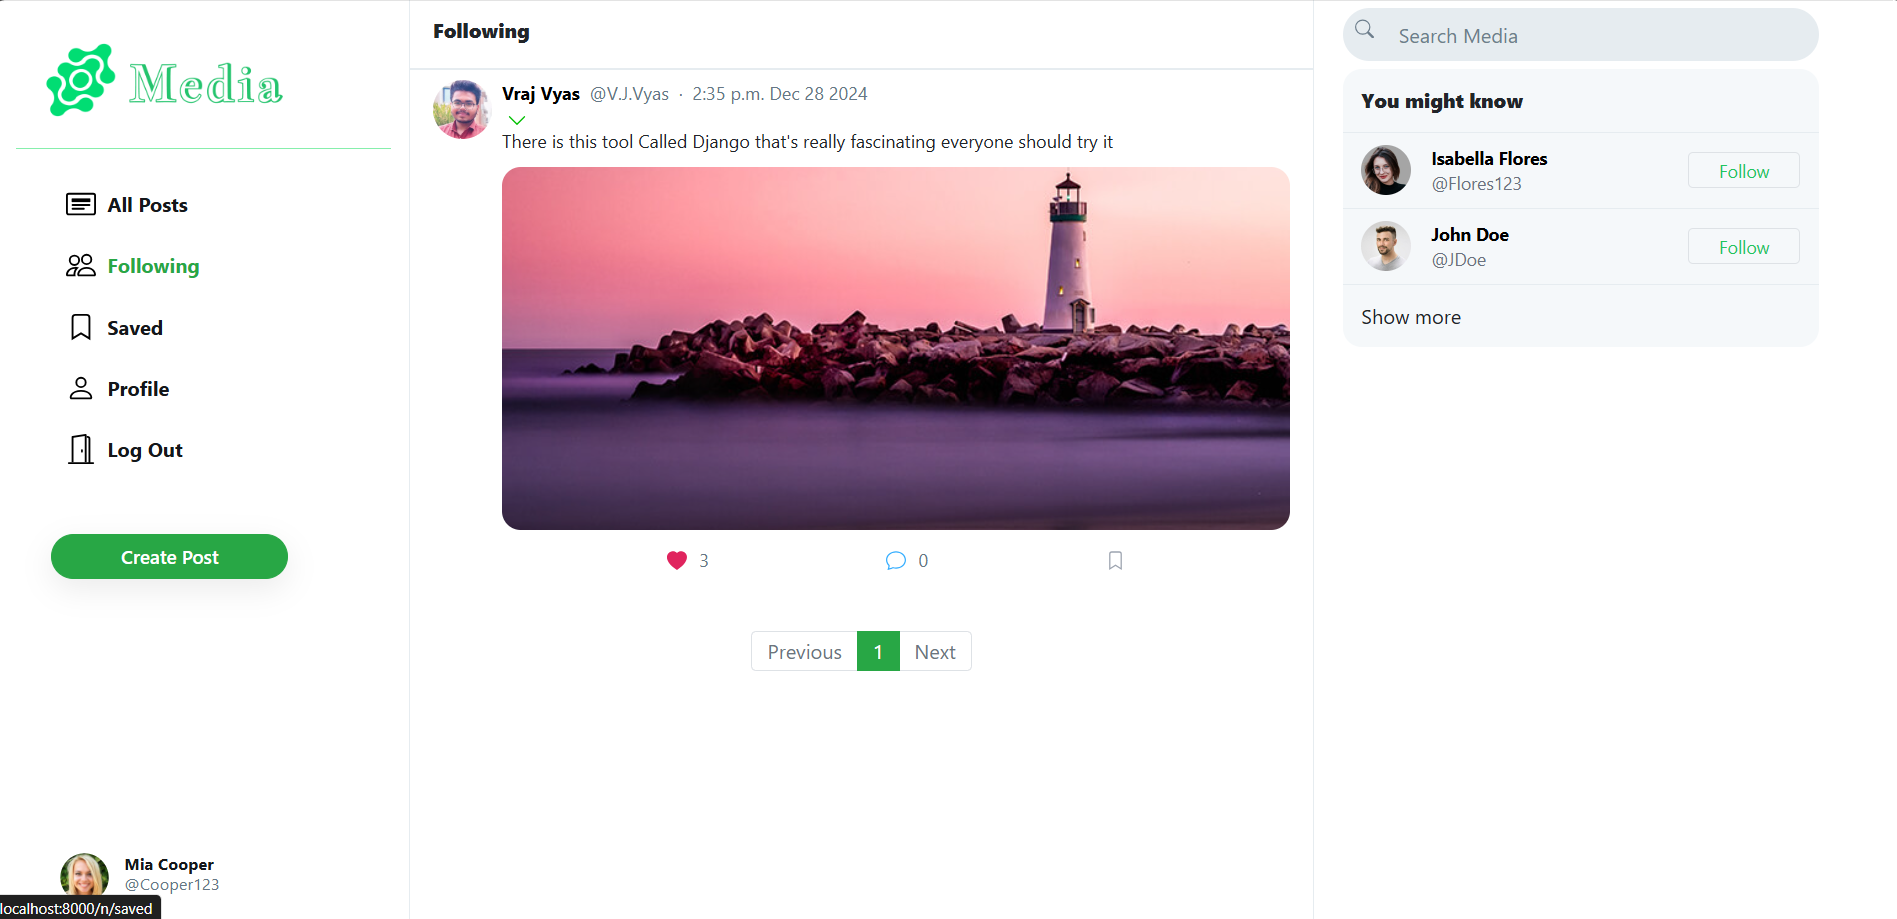 Media
All Posts
Following
Saved
Profile
Log Out
Create Post
Mia Cooper
@Cooper123
localhost:8000/n/saved
Following
Vraj Vyas @V.J.Vyas · 2:35 p.m. Dec 28 2024
There is this tool Called Django that's really fascinating everyone should try it
3 0
Previous 1 Next
Search Media
You might know
Isabella Flores
@Flores123
Follow
John Doe
@JDoe
Follow
Show more